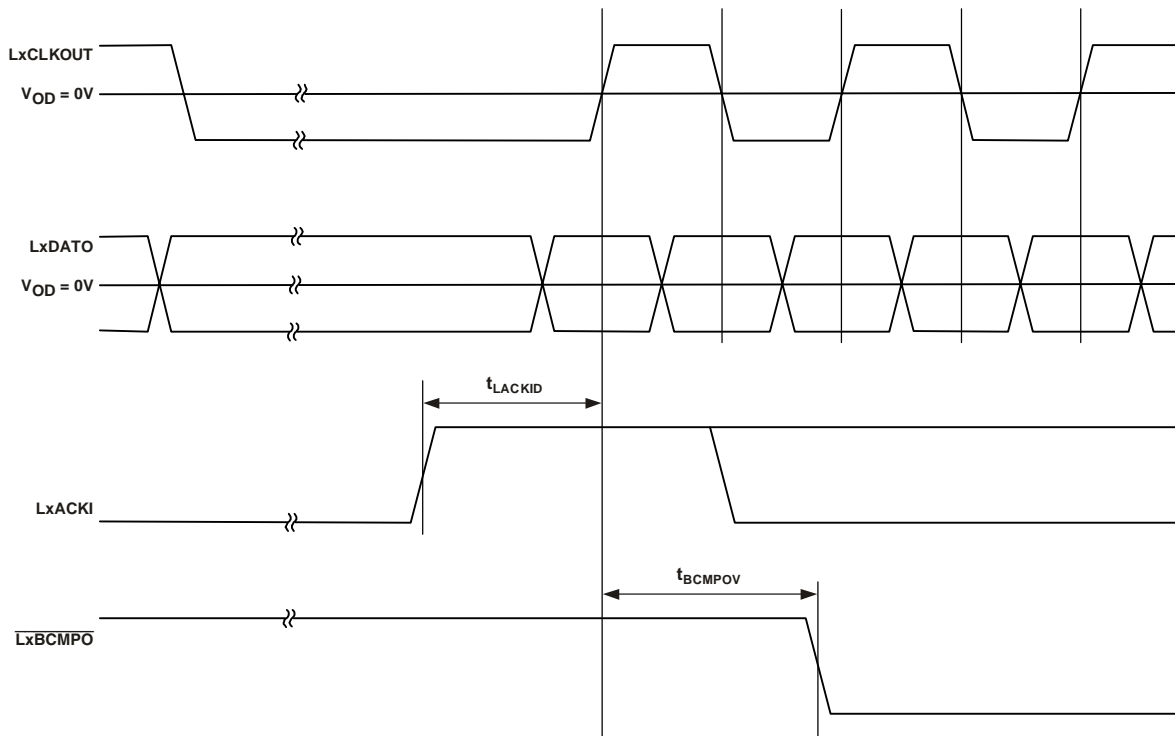 LxCLKOUT
VOD = 0V
LxDATO
VOD = 0V
tLACKID
LxACKI
tBCMPOV
LxBCMPO